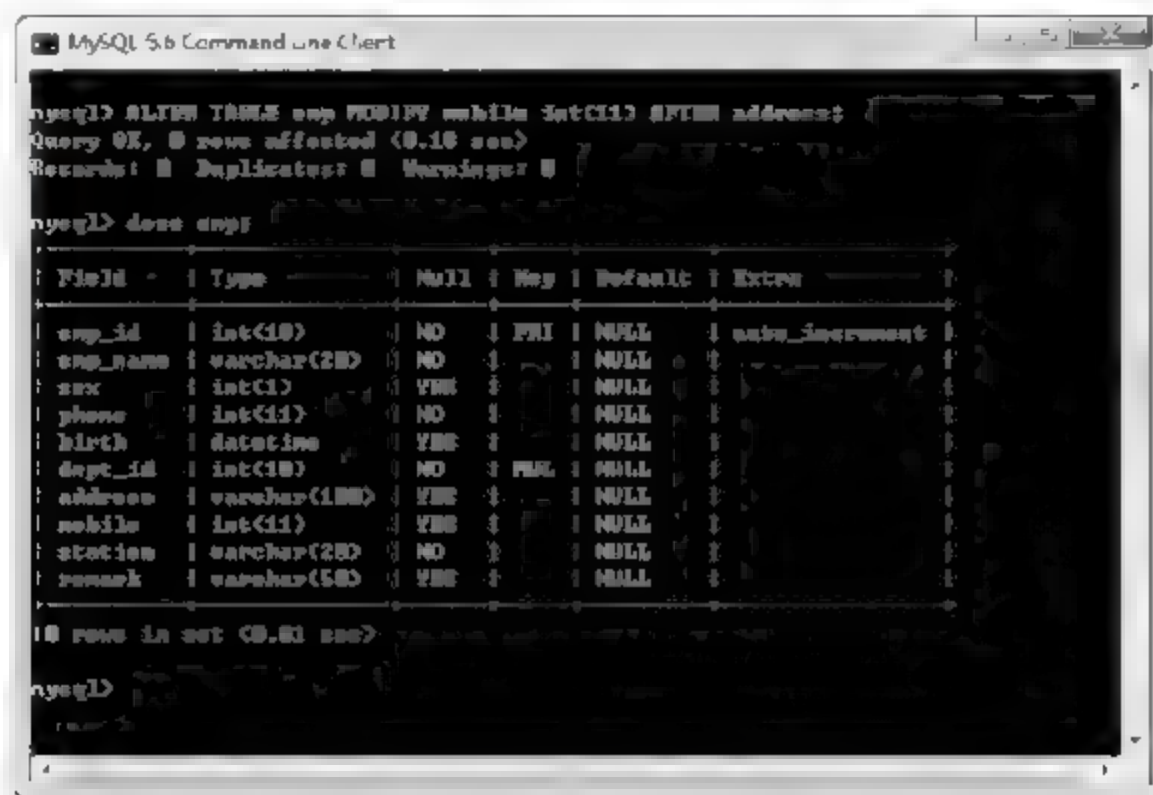 MySQL 5.6 Command Line Client
mysql> ALTER TABLE emp MODIFY mobile int(11) AFTER address;
Query OK, 0 rows affected (0.10 sec)
Records: 0 Duplicates: 0 Warnings: 0
mysql> desc emp;
| Field | Type | Null | Key | Default | Extra |
| emp_id | int(10) | NO | PRI | NULL | auto_increment |
| emp_name | varchar(20) | NO | | NULL | |
| sex | int(1) | YES | | NULL | |
| phone | int(11) | NO | | NULL | |
| birth | datetime | YES | | NULL | |
| dept_id | int(10) | NO | MUL | NULL | |
| address | varchar(100) | YES | | NULL | |
| mobile | int(11) | YES | | NULL | |
| station | varchar(20) | NO | | NULL | |
| remark | varchar(50) | YES | | NULL | |
10 rows in set (0.01 sec)
mysql>